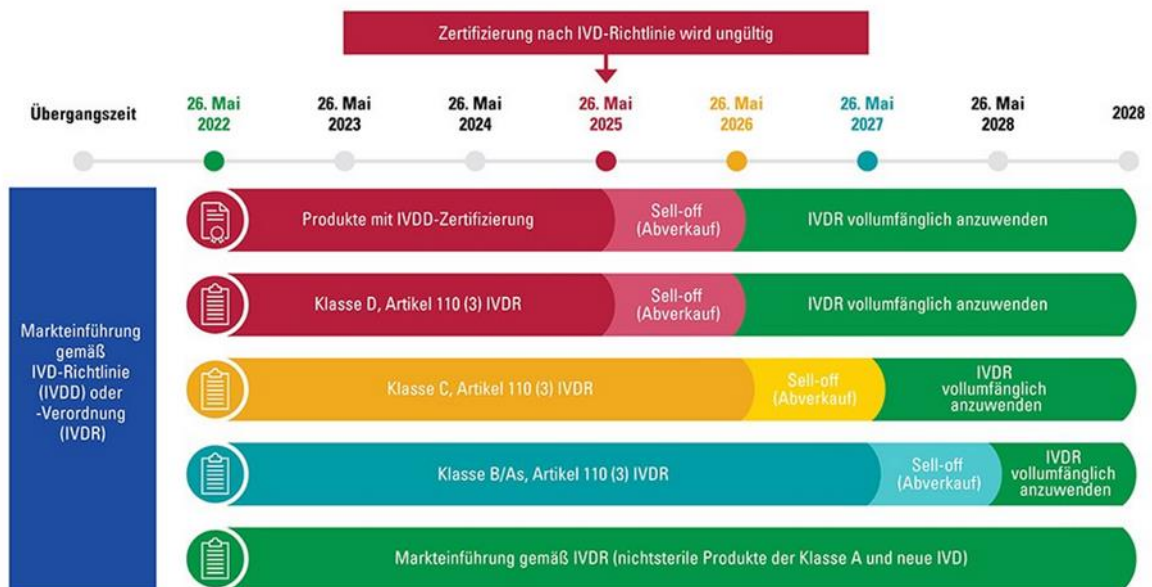 Zertifizierung nach IVD-Richtlinie wird ungültig
Übergangszeit
26. Mai
2022
26. Mai
2023
26. Mai
2024
26. Mai
2025
26. Mai
2026
26. Mai
2027
26. Mai
2028
2028
Markteinführung
gemäß
IVD-Richtlinie
(IVDD) oder
-Verordnung
(IVDR)
Produkte mit IVDD-Zertifizierung
Sell-off
(Abverkauf)
IVDR vollumfänglich anzuwenden
Klasse D, Artikel 110 (3) IVDR
Sell-off
(Abverkauf)
IVDR vollumfänglich anzuwenden
Klasse C, Artikel 110 (3) IVDR
Sell-off
(Abverkauf)
IVDR
vollumfänglich
anzuwenden
Klasse B/As, Artikel 110 (3) IVDR
Sell-off
(Abverkauf)
IVDR
vollumfänglich
anzuwenden
Markteinführung gemäß IVDR (nichtsterile Produkte der Klasse A und neue IVD)